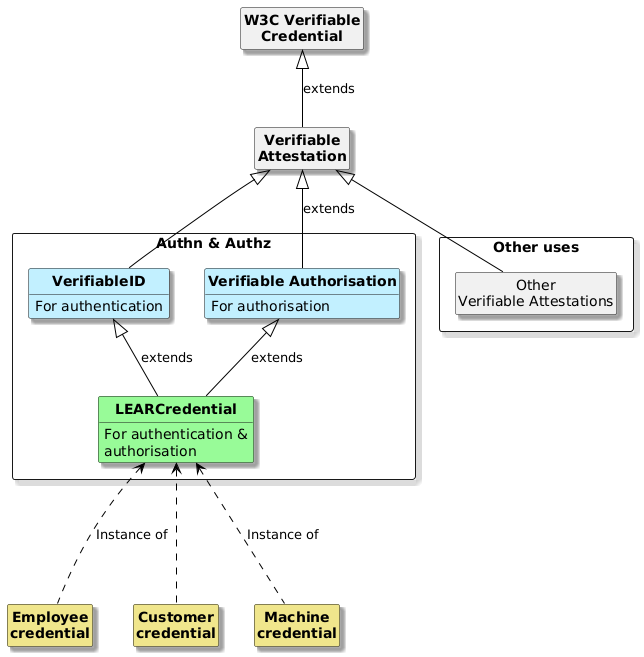 W3C Verifiable
Credential
extends
Verifiable
Attestation
extends
Authn & Authz
Other uses
VerifiableID
For authentication
Verifiable Authorisation
For authorisation
Other
Verifiable Attestations
extends
extends
LEARCredential
For authentication &
authorisation
Instance of
Instance of
Employee
credential
Customer
credential
Machine
credential